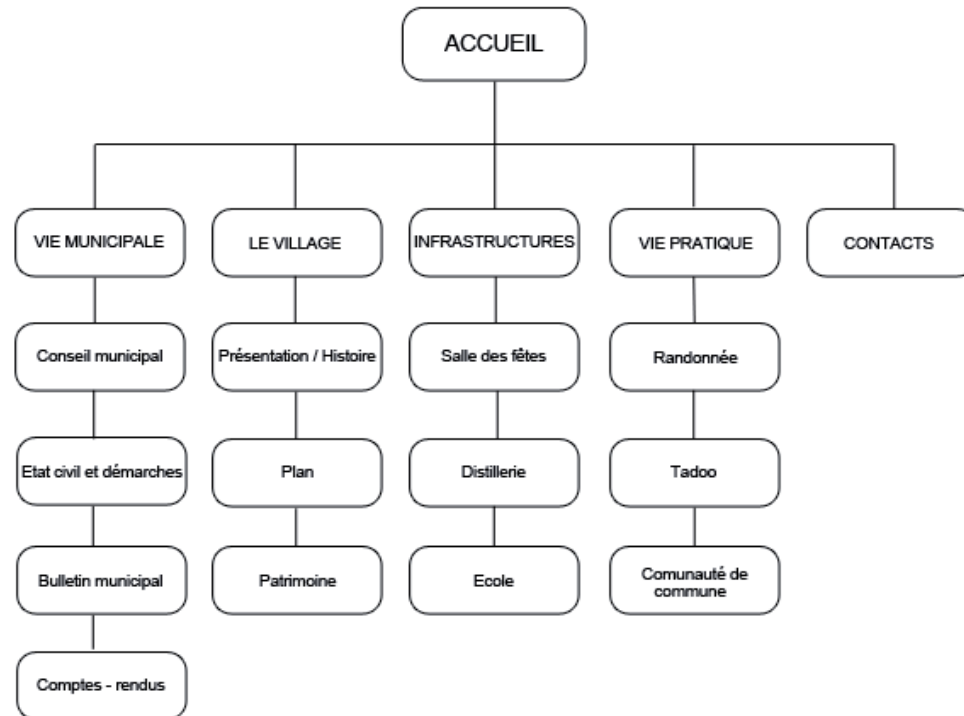 ACCUEIL
VIE MUNICIPALE
LE VILLAGE
INFRASTRUCTURES
VIE PRATIQUE
CONTACTS
Conseil municipal
Présentation / Histoire
Salle des fêtes
Randonnée
Etat civil et démarches
Plan
Distillerie
Tadoo
Bulletin municipal
Patrimoine
Ecole
Comunauté de
commune
Comptes - rendus